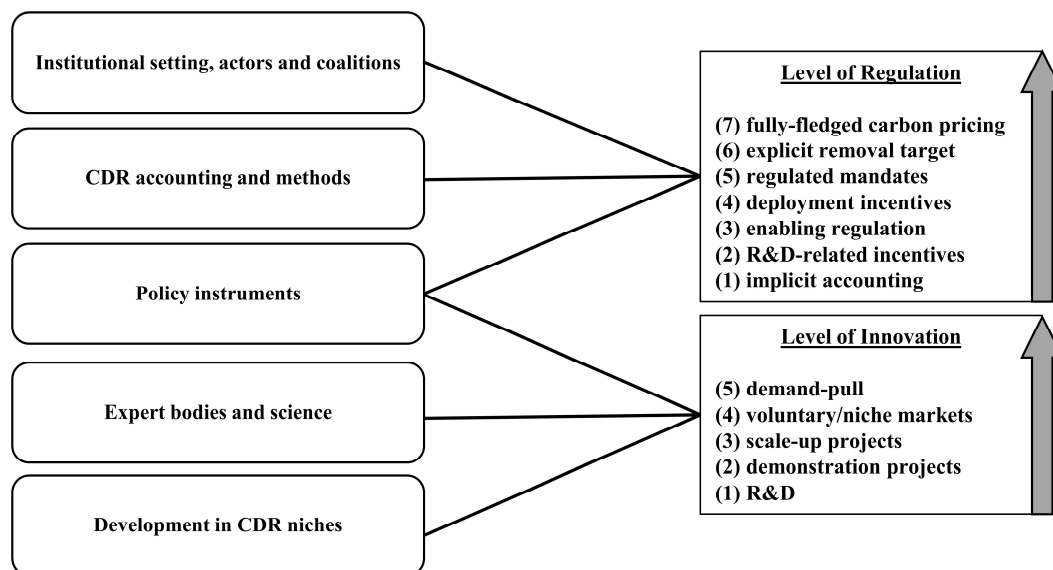 Institutional setting, actors and coalitions
CDR accounting and methods
Policy instruments
Expert bodies and science
Development in CDR niches
Level of Regulation
(7) fully-fledged carbon pricing
(6) explicit removal target
(5) regulated mandates
(4) deployment incentives
(3) enabling regulation
(2) R&D-related incentives
(1) implicit accounting
Level of Innovation
(5) demand-pull
(4) voluntary/niche markets
(3) scale-up projects
(2) demonstration projects
(1) R&D